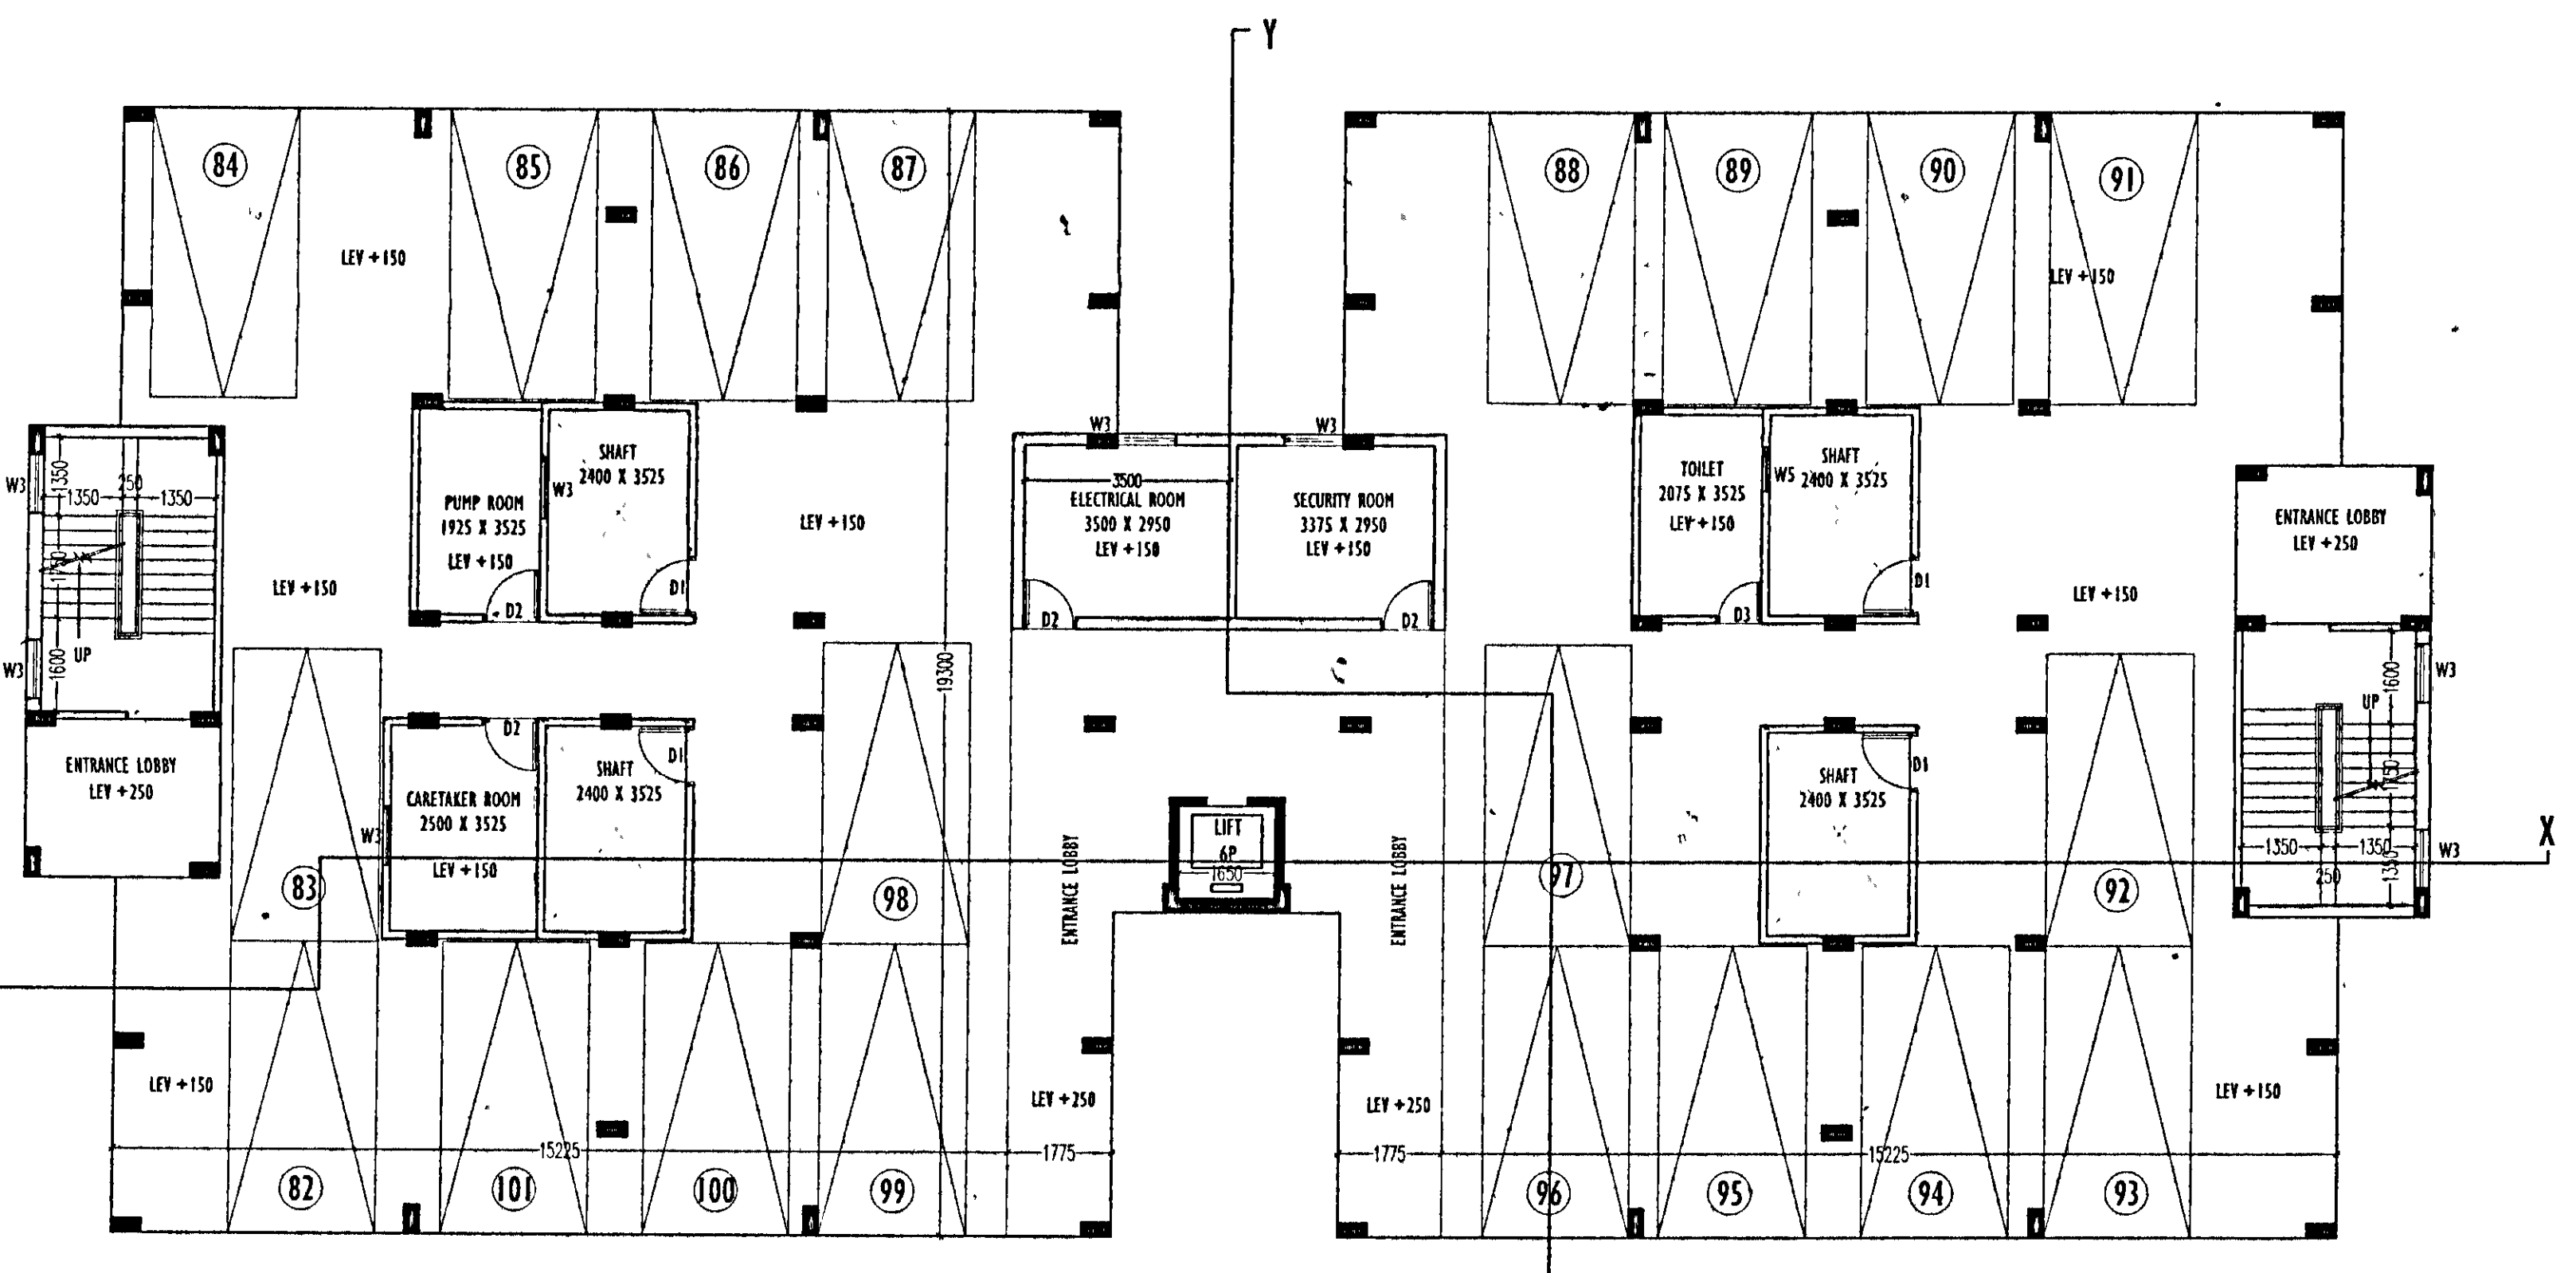 Y
84
85
86
87
88
89
90
91
LEV +150
LEV +150
W3
W3
SHAFT
2400 X 3525
W3
PUMP ROOM
1925 X 3525
LEV +150
D2
D1
LEV +150
3500
ELECTRICAL ROOM
3500 X 2950
LEV +150
D2
SECURITY ROOM
3375 X 2950
LEV +150
D2
TOILET
2075 X 3525
LEV +150
D3
W5
SHAFT
2400 X 3525
D1
ENTRANCE LOBBY
LEV +250
LEV +150
W3
1350
1350
250
1350
1750
1600
UP
W3
LEV +150
19300
ENTRANCE LOBBY
LEV +250
D2
CARETAKER ROOM
2500 X 3525
LEV +150
W3
D1
SHAFT
2400 X 3525
83
98
ENTRANCE LOBBY
LIFT
6P
1650
ENTRANCE LOBBY
97
SHAFT
2400 X 3525
D1
92
1600
UP
W3
1750
1350
1350
1350
250
W3
X
LEV +150
LEV +250
LEV +250
LEV +150
15225
1775
1775
15225
82
101
100
99
96
95
94
93